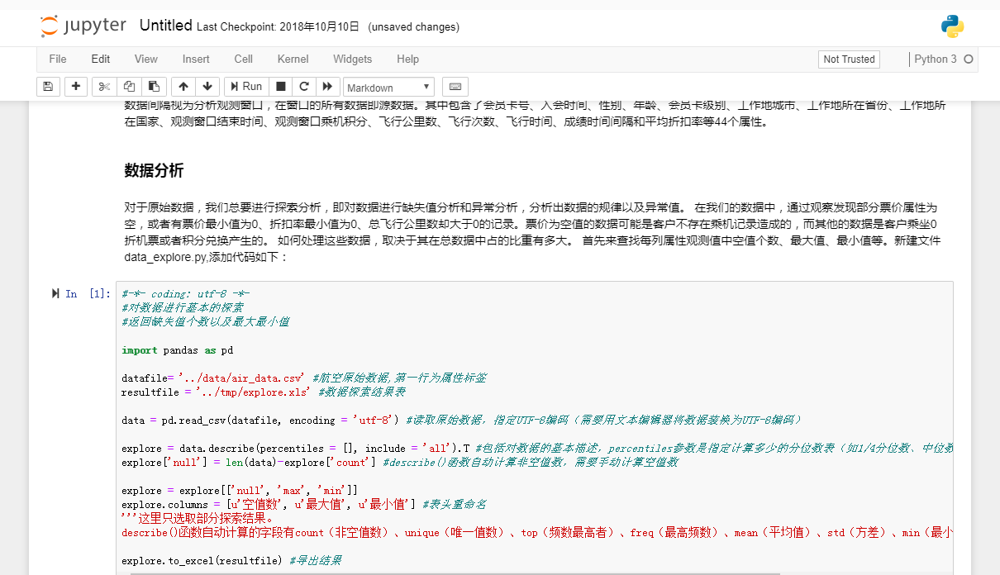 jupyter Untitled Last Checkpoint: 2018年10月10日 (unsaved changes)
File Edit View Insert Cell Kernel Widgets Help Not Trusted Python 3
Run Markdown
数据间隔视为分析观测窗口，在窗口的所有数据即源数据。其中包含了会员卡号、入会时间、性别、年龄、会员卡级别、工作地城市、工作地所在省份、工作地所
在国家、观测窗口结束时间、观测窗口乘机积分、飞行公里数、飞行次数、飞行时间、成绩时间间隔和平均折扣率等44个属性。
数据分析
对于原始数据，我们总要进行探索分析，即对数据进行缺失值分析和异常分析，分析出数据的规律以及异常值。 在我们的数据中，通过观察发现部分票价属性为
空，或者有票价最小值为0、折扣率最小值为0、总飞行公里数却大于0的记录。票价为空值的数据可能是客户不存在乘机记录造成的，而其他的数据是客户乘坐0
折机票或者积分兑换产生的。 如何处理这些数据，取决于其在总数据中占的比重有多大。 首先来查找每列属性观测值中空值个数、最大值、最小值等。新建文件
data_explore.py,添加代码如下：
In [1]: #-*- coding: utf-8 -*-
#对数据进行基本的探索
#返回缺失值个数以及最大最小值
import pandas as pd
datafile= '../data/air_data.csv' #航空原始数据,第一行为属性标签
resultfile = '../tmp/explore.xls' #数据探索结果表
data = pd.read_csv(datafile, encoding = 'utf-8') #读取原始数据，指定UTF-8编码（需要用文本编辑器将数据装换为UTF-8编码）
explore = data.describe(percentiles = [], include = 'all').T #包括对数据的基本描述，percentiles参数是指定计算多少的分位数表（如1/4分位数、中位数
explore['null'] = len(data)-explore['count'] #describe()函数自动计算非空值数，需要手动计算空值数
explore = explore[['null', 'max', 'min']]
explore.columns = [u'空值数', u'最大值', u'最小值'] #表头重命名
'''这里只选取部分探索结果。
describe()函数自动计算的字段有count（非空值数）、unique（唯一值数）、top（频数最高者）、freq（最高频数）、mean（平均值）、std（方差）、min（最小
explore.to_excel(resultfile) #导出结果